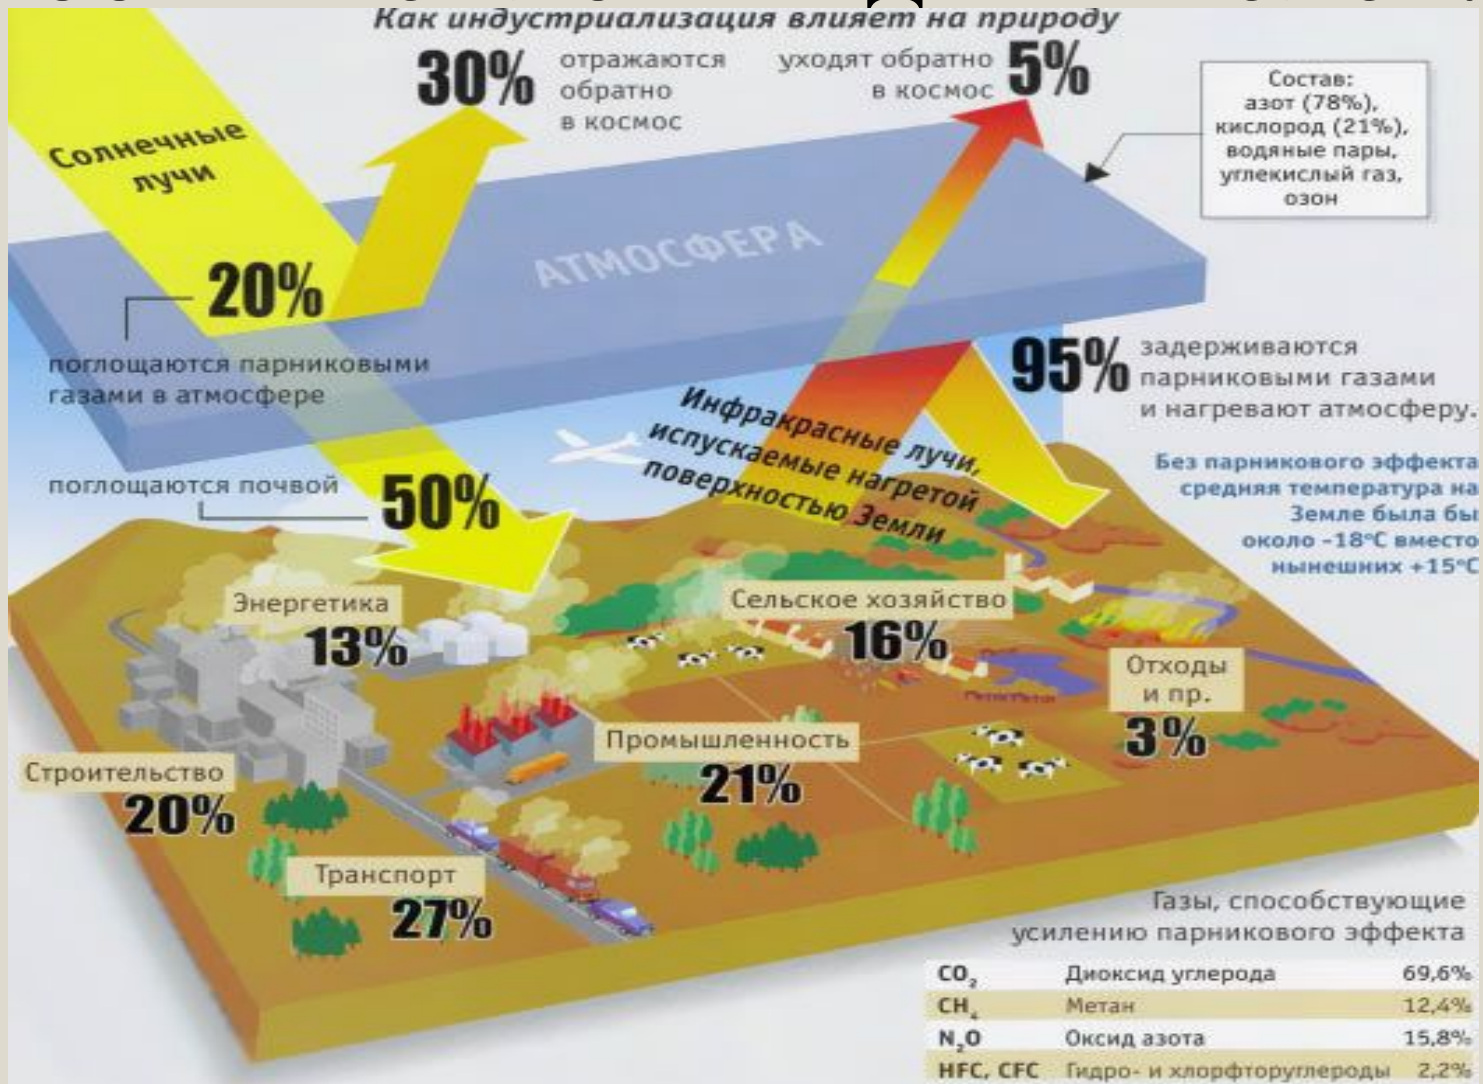 Как индустриализация влияет на природу
30%
отражаются
обратно
в космос
уходят обратно
в космос
5%
Состав:
азот (78%),
кислород (21%),
водяные пары,
углекислый газ,
озон
Солнечные
лучи
АТМОСФЕРА
20%
поглощаются парниковыми
газами в атмосфере
95%
задерживаются
парниковыми газами
и нагревают атмосферу.
Инфракрасные лучи,
испускаемые нагретой
поверхностью Земли
Без парникового эффекта
средняя температура на
Земле была бы
около -18°C вместо
нынешних +15°C
поглощаются почвой
50%
Энергетика
13%
Сельское хозяйство
16%
Отходы
и пр.
3%
Промышленность
21%
Строительство
20%
Транспорт
27%
Газы, способствующие
усилению парникового эффекта
CO₂ Диоксид углерода 69,6%
CH₄ Метан 12,4%
N₂O Оксид азота 15,8%
HFC, CFC Гидро- и хлорфторуглероды 2,2%